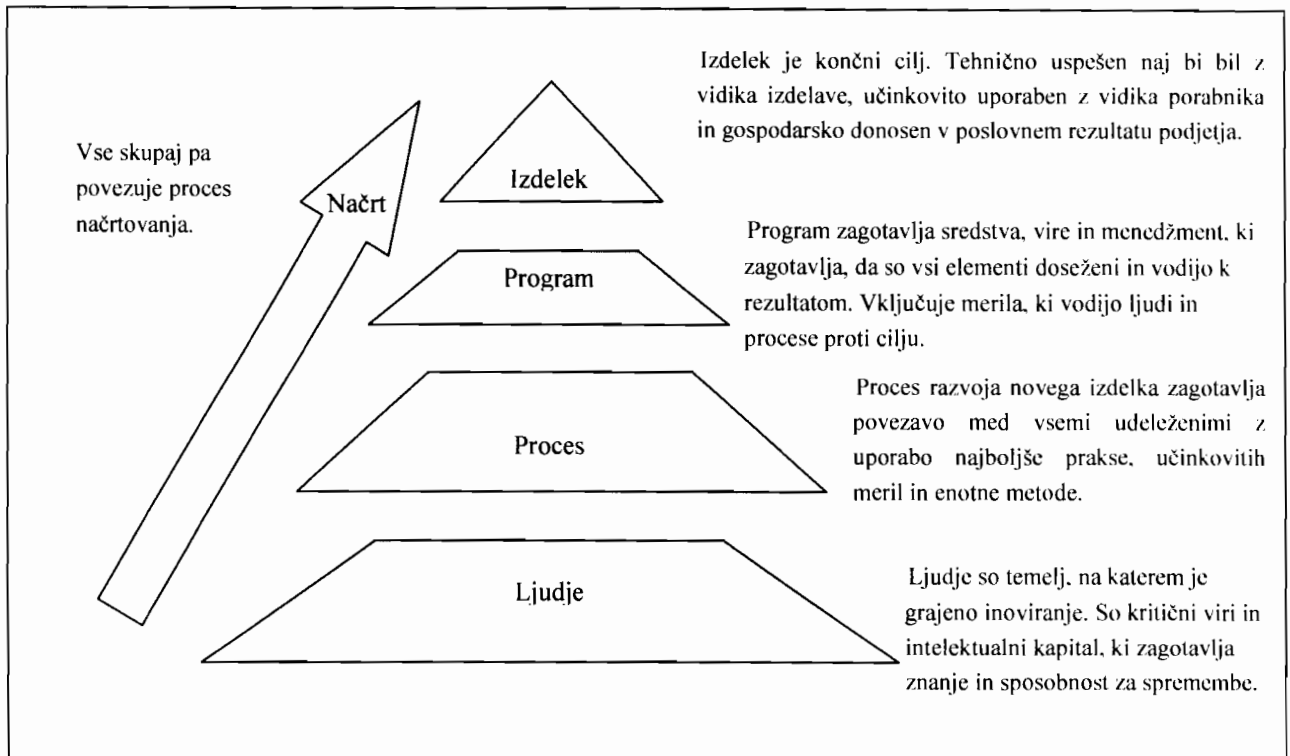 Izdelek je končni cilj. Tehnično uspešen naj bi bil z
vidika izdelave, učinkovito uporaben z vidika porabnika
in gospodarsko donosen v poslovnem rezultatu podjetja.
Vse skupaj pa
povezuje proces
načrtovanja.
Načrt
Izdelek
Program zagotavlja sredstva, vire in menedžment, ki
zagotavlja, da so vsi elementi doseženi in vodijo k
rezultatom. Vključuje merila, ki vodijo ljudi in
procese proti cilju.
Program
Proces razvoja novega izdelka zagotavlja
povezavo med vsemi udeleženimi z
uporabo najboljše prakse, učinkovitih
meril in enotne metode.
Proces
Ljudje so temelj, na katerem je
grajeno inoviranje. So kritični viri in
intelektualni kapital, ki zagotavlja
znanje in sposobnost za spremembe.
Ljudje